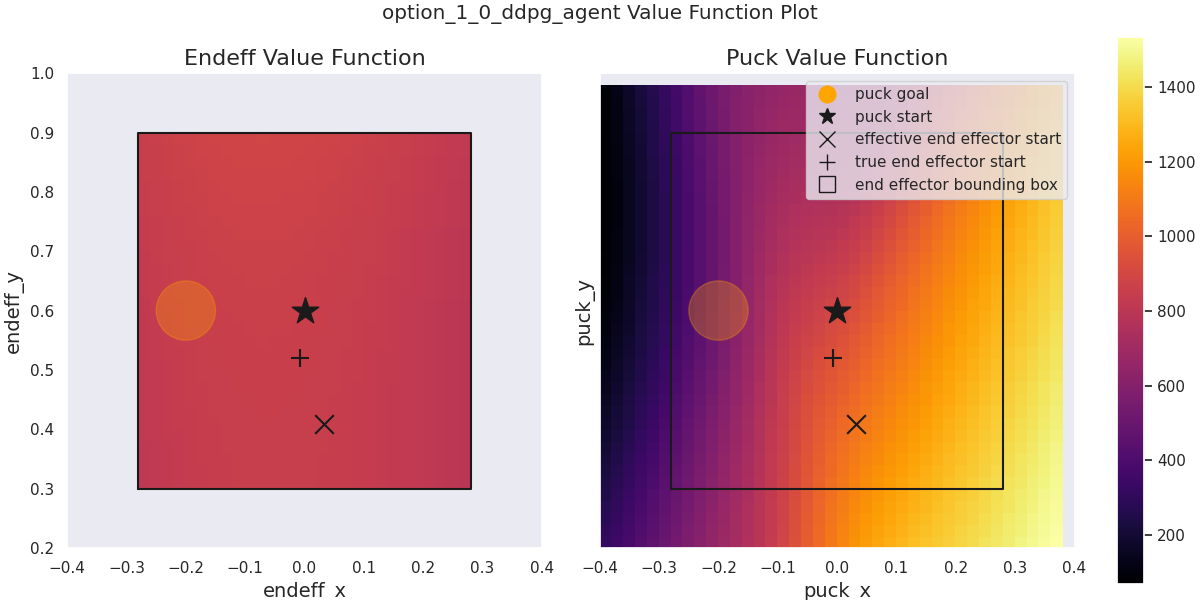 option_1_0_ddpg_agent Value Function Plot
Endeff Value Function
1.0
0.9
0.8
0.7
0.6
0.5
0.4
0.3
0.2
endeff_y
−0.4 −0.3 −0.2 −0.1 0.0 0.1 0.2 0.3 0.4
endeff_x
Puck Value Function
puck goal
puck start
effective end effector start
true end effector start
end effector bounding box
puck_y
−0.4 −0.3 −0.2 −0.1 0.0 0.1 0.2 0.3 0.4
puck_x
1400
1200
1000
800
600
400
200